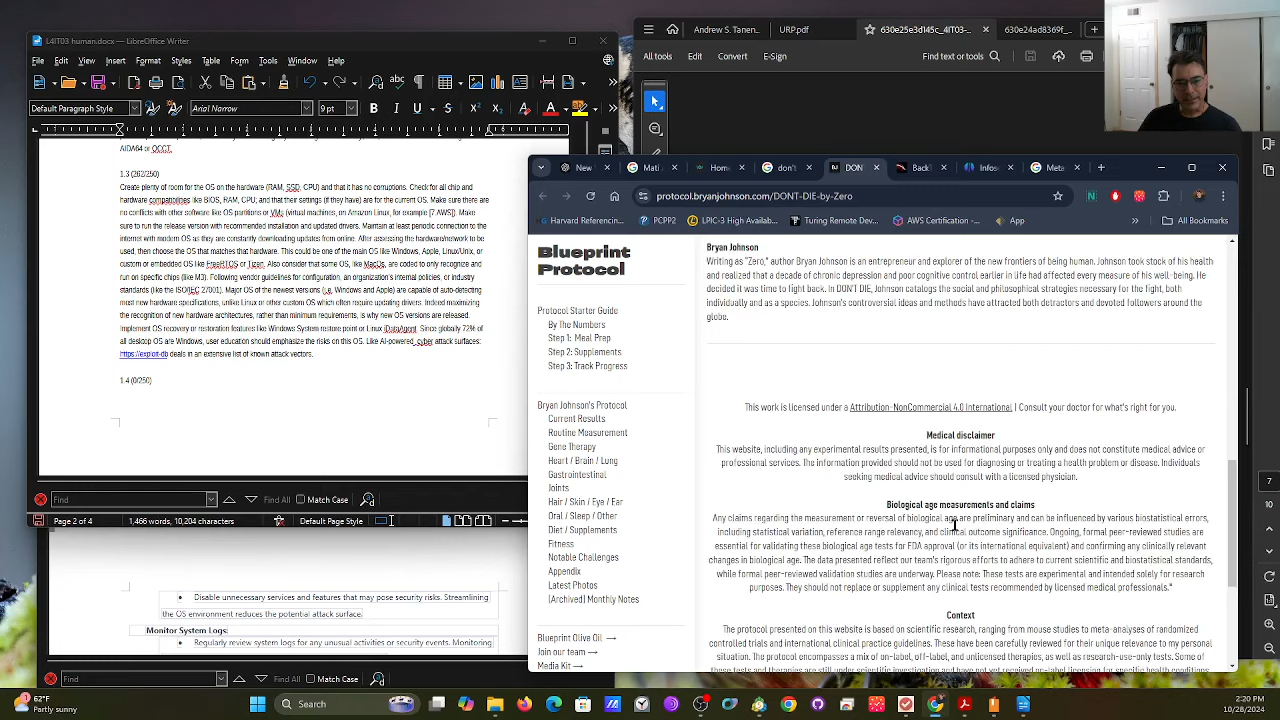 L4IT03 human.docx — LibreOffice Writer
File Edit View Insert Format Styles Table Form Tools Window
Default Paragraph Style Arial Narrow 9 pt
AIDA64 or OCCT.
1.3 (262/250)
Create plenty of room for the OS on the hardware (RAM, SSD, CPU) and that it has no corruptions. Check for all chip and
hardware compatibilities like BIOS, RAM, CPU; and that their settings (if they have) are for the current OS. Make sure there are
no conflicts with other software like OS partitions or VMs (virtual machines, on Amazon Linux, for example [7. AWS]). Make
sure to run the release version with recommended installation and updated drivers. Maintain at least periodic connection to the
internet with modern OS as they are constantly downloading updates from online. After assessing the hardware/network to be
used, then choose the OS that matches that hardware. This could be one of the main OS like Windows, Apple, Linux/Unix, or
custom or embedded OS like FreeRTOS or Tizen. Also consider that some OS, like MacOs, are coded to only recognize and
run on specific chips (like M3). Following vendor guidelines for configuration, an organization's internal policies, or industry
standards (like the ISO/IEC 27001). Major OS of the newest versions (i.e, Windows and Apple) are capable of auto-detecting
most new hardware specifications, unlike Linux or other custom OS which often require updating drivers. Indeed maximizing
the recognition of new hardware architectures, rather than minimum requirements, is why new OS versions are released.
Implement OS recovery or restoration features like Windows System restore point or Linux iDataAgent. Since globally 72% of
all desktop OS are Windows, user education should emphasize the risks on this OS. Like AI-powered, cyber attack surfaces:
https://exploit-db deals in an extensive list of known attack vectors.
1.4 (0/250)
Find Find All Match Case
Page 2 of 4 1,466 words, 10,204 characters
Disable unnecessary services and features that may pose security risks. Streamlining
the OS environment reduces the potential attack surface.
Monitor System Logs:
Regularly review system logs for any unusual activities or security events. Monitoring
Find Find All Match Case
Andrew S. Tanen... URP.pdf 630e25e3d145c_4IT03-... 630e24ad8369f_...
All tools Edit Convert E-Sign Find text or tools
7
10
New Mati Home don't DON Back Infose Meta
protocol.bryanjohnson.com/DONT-DIE-by-Zero
Harvard Referencin... PCPP2 LPIC-3 High Availab... Turing Remote Dev... AWS Certification -... App All Bookmarks
Blueprint
Protocol
Protocol Starter Guide
By The Numbers
Step 1: Meal Prep
Step 2: Supplements
Step 3: Track Progress
Bryan Johnson's Protocol
Current Results
Routine Measurement
Gene Therapy
Heart / Brain / Lung
Gastrointestinal
Joints
Hair / Skin / Eye / Ear
Oral / Sleep / Other
Diet / Supplements
Fitness
Notable Challenges
Appendix
Latest Photos
[Archived] Monthly Notes
Blueprint Olive Oil →
Join our team →
Media Kit →
Bryan Johnson
Writing as "Zero," author Bryan Johnson is an entrepreneur and explorer of the new frontiers of being human. Johnson took stock of his health
and realized that a decade of chronic depression and poor cognitive control earlier in life had affected every measure of his well-being. He
decided it was time to fight back. In DON'T DIE, Johnson catalogs the social and philosophical strategies necessary for the fight, both
individually and as a species. Johnson's controversial ideas and methods have attracted both detractors and devoted followers around the
globe.
This work is licensed under a Attribution-NonCommercial 4.0 International | Consult your doctor for what's right for you.
Medical disclaimer
This website, including any experimental results presented, is for informational purposes only and does not constitute medical advice or
professional services. The information provided should not be used for diagnosing or treating a health problem or disease. Individuals
seeking medical advice should consult with a licensed physician.
Biological age measurements and claims
Any claims regarding the measurement or reversal of biological age are preliminary and can be influenced by various biostatistical errors,
including statistical variation, reference range relevancy, and clinical outcome significance. Ongoing, formal peer-reviewed studies are
essential for validating these biological age tests for FDA approval (or its international equivalent) and confirming any clinically relevant
changes in biological age. The data presented reflect our team's rigorous efforts to adhere to current scientific and biostatistical methods,
while formal peer-reviewed validation studies are underway. Please note: These tests are experimental and intended solely for research
purposes. They should not replace or supplement any clinical tests recommended by licensed medical professionals."
Context
The protocol presented on this website is based on scientific research, ranging from mouse studies to meta-analyses of randomized
controlled trials and international clinical practice guidelines. These have been carefully reviewed for their unique relevance to my personal
situation. The protocol encompasses a mix of on-label, off-label, and unlicensed therapies, as well as research-use-only tests. Some of
these tests and therapies are still under scientific investigation and have not yet received on-label licensing for specific health conditions
62°F
Partly sunny
Search
2:20 PM
10/28/2024